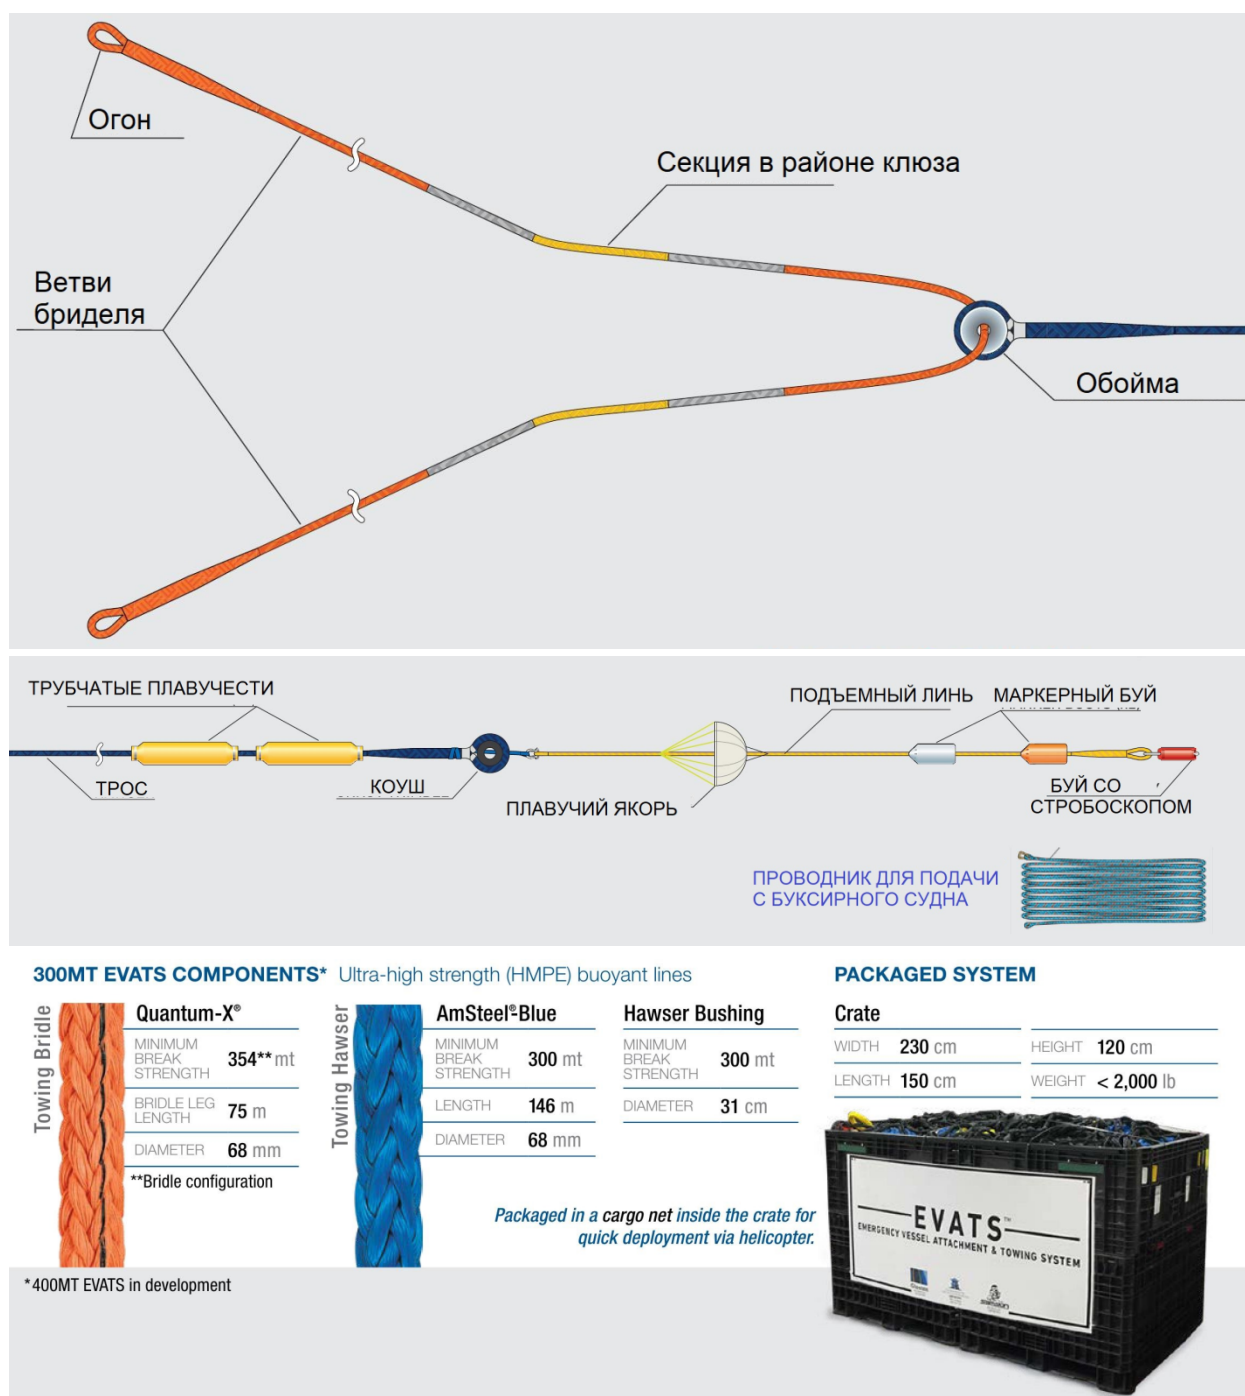 Огон
Секция в районе клюза
Ветви
бриделя
Обойма
ТРУБЧАТЫЕ ПЛАВУЧЕСТИ
ПОДЪЕМНЫЙ ЛИНЬ
МАРКЕРНЫЙ БУЙ
ТРОС
КОУШ
ПЛАВУЧИЙ ЯКОРЬ
БУЙ СО
СТРОБОСКОПОМ
ПРОВОДНИК ДЛЯ ПОДАЧИ
С БУКСИРНОГО СУДНА
300MT EVATS COMPONENTS* Ultra-high strength (HMPE) buoyant lines
Towing Bridle
Quantum-X®
MINIMUM
BREAK
STRENGTH
354** mt
BRIDLE LEG
LENGTH
75 m
DIAMETER 68 mm
**Bridle configuration
Towing Hawser
AmSteel®-Blue
MINIMUM
BREAK
STRENGTH
300 mt
LENGTH 146 m
DIAMETER 68 mm
Hawser Bushing
MINIMUM
BREAK
STRENGTH
300 mt
DIAMETER 31 cm
Packaged in a cargo net inside the crate for
quick deployment via helicopter.
PACKAGED SYSTEM
Crate
WIDTH 230 cm
HEIGHT 120 cm
LENGTH 150 cm
WEIGHT < 2,000 lb
EVATS™
EMERGENCY VESSEL ATTACHMENT & TOWING SYSTEM
samson
*400MT EVATS in development